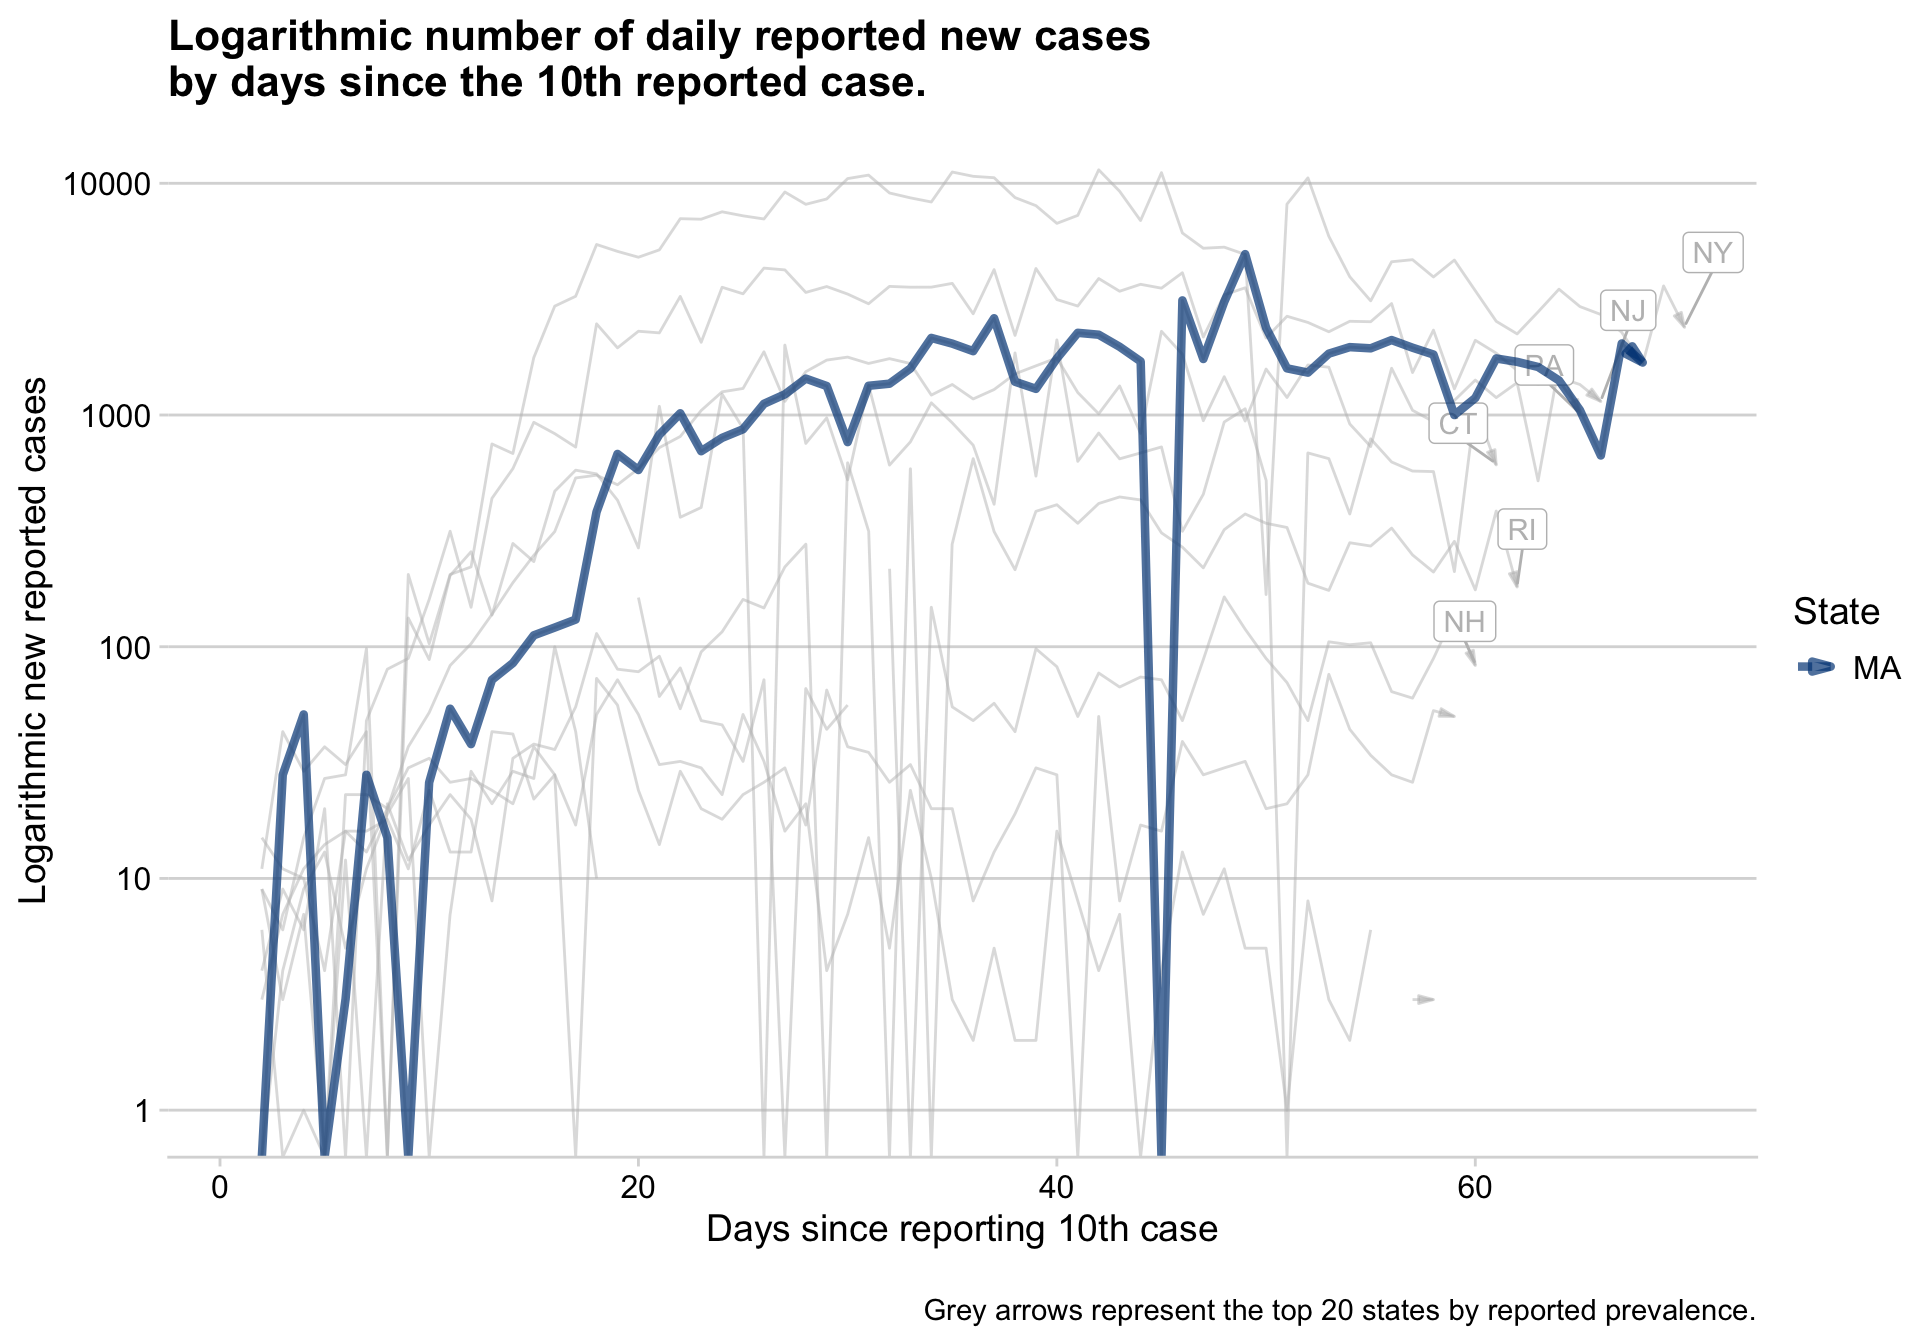 Logarithmic number of daily reported new cases
by days since the 10th reported case.
Logarithmic new reported cases
10000
1000
100
10
1
NY
NJ
PA
CT
RI
NH
State
MA
0
20
40
60
Days since reporting 10th case
Grey arrows represent the top 20 states by reported prevalence.